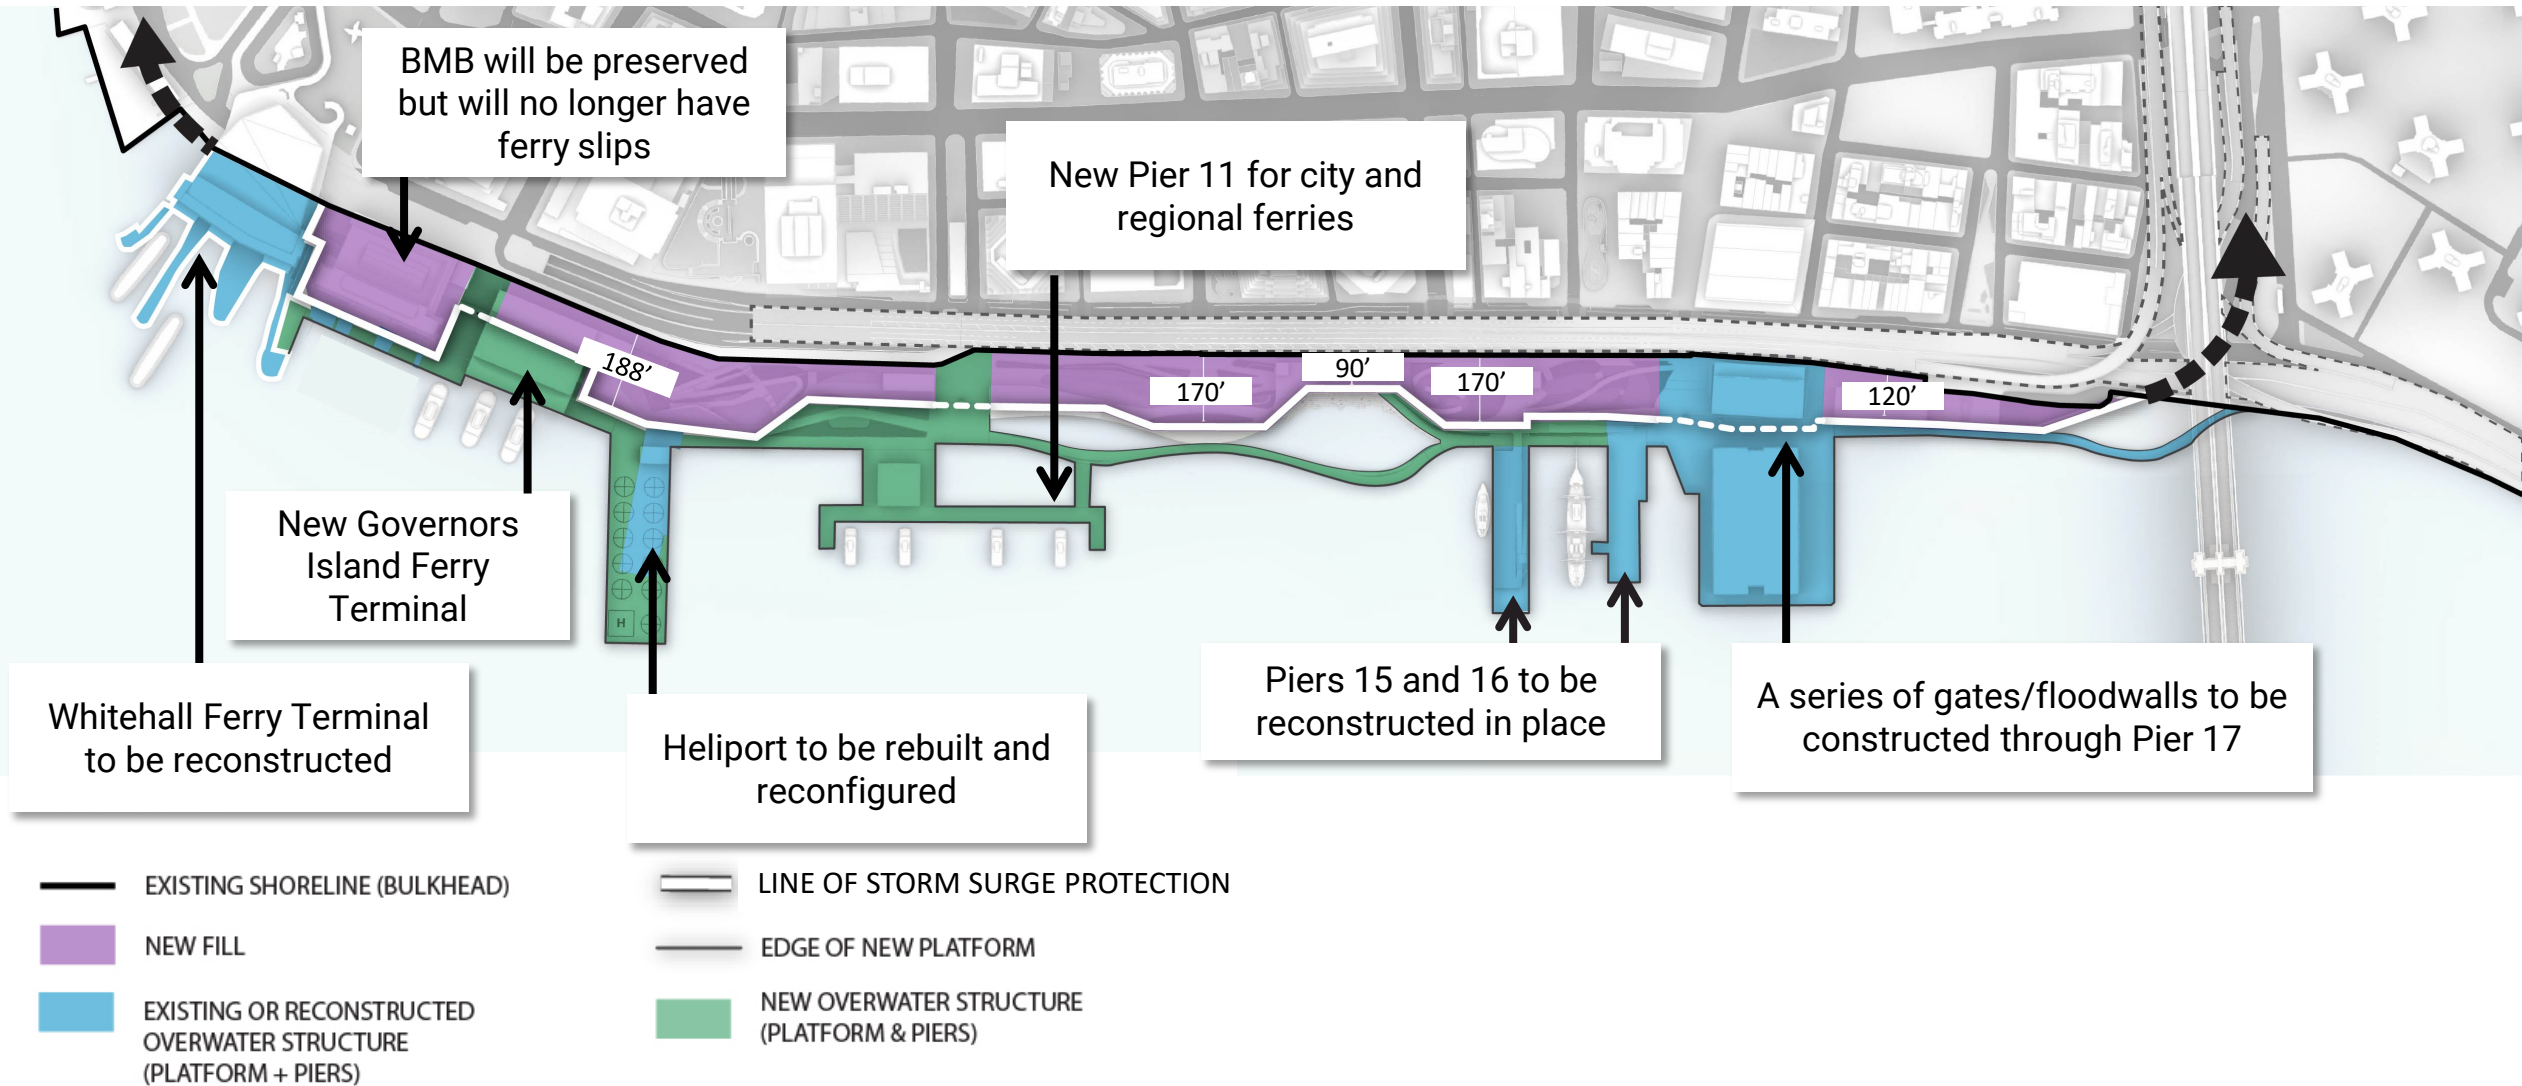 BMB will be preserved
but will no longer have
ferry slips
New Pier 11 for city and
regional ferries
188’
170’
90’
170’
120’
New Governors
Island Ferry
Terminal
H
Whitehall Ferry Terminal
to be reconstructed
Heliport to be rebuilt and
reconfigured
Piers 15 and 16 to be
reconstructed in place
A series of gates/floodwalls to be
constructed through Pier 17
EXISTING SHORELINE (BULKHEAD)
NEW FILL
EXISTING OR RECONSTRUCTED
OVERWATER STRUCTURE
(PLATFORM + PIERS)
LINE OF STORM SURGE PROTECTION
EDGE OF NEW PLATFORM
NEW OVERWATER STRUCTURE
(PLATFORM & PIERS)